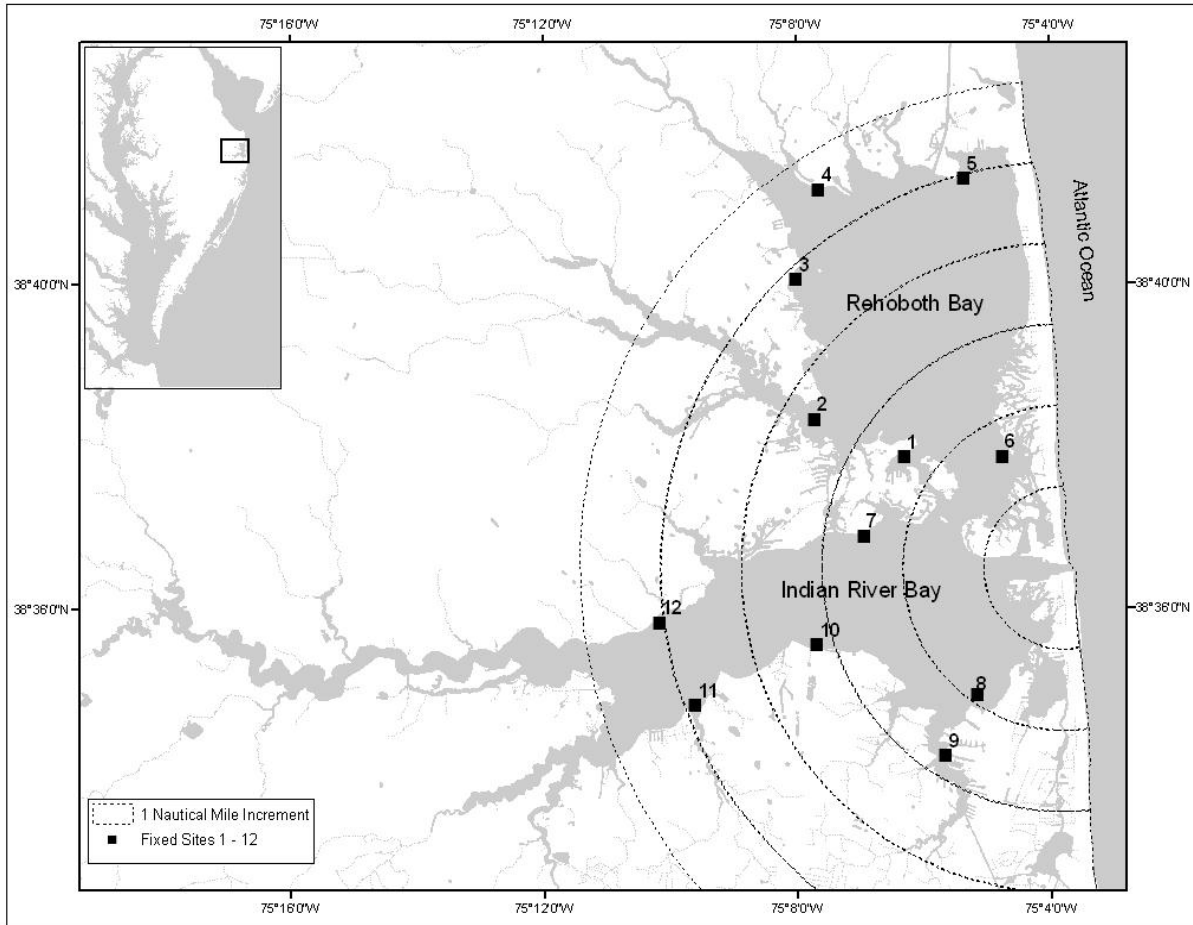 75°16'0"W
75°12'0"W
75°8'0"W
75°4'0"W
4
5
Atlantic Ocean
3
38°40'0"N
38°40'0"N
Rehoboth Bay
2
1
6
7
Indian River Bay
38°36'0"N
38°36'0"N
12
10
11
8
9
1 Nautical Mile Increment
Fixed Sites 1 - 12
75°16'0"W
75°12'0"W
75°8'0"W
75°4'0"W